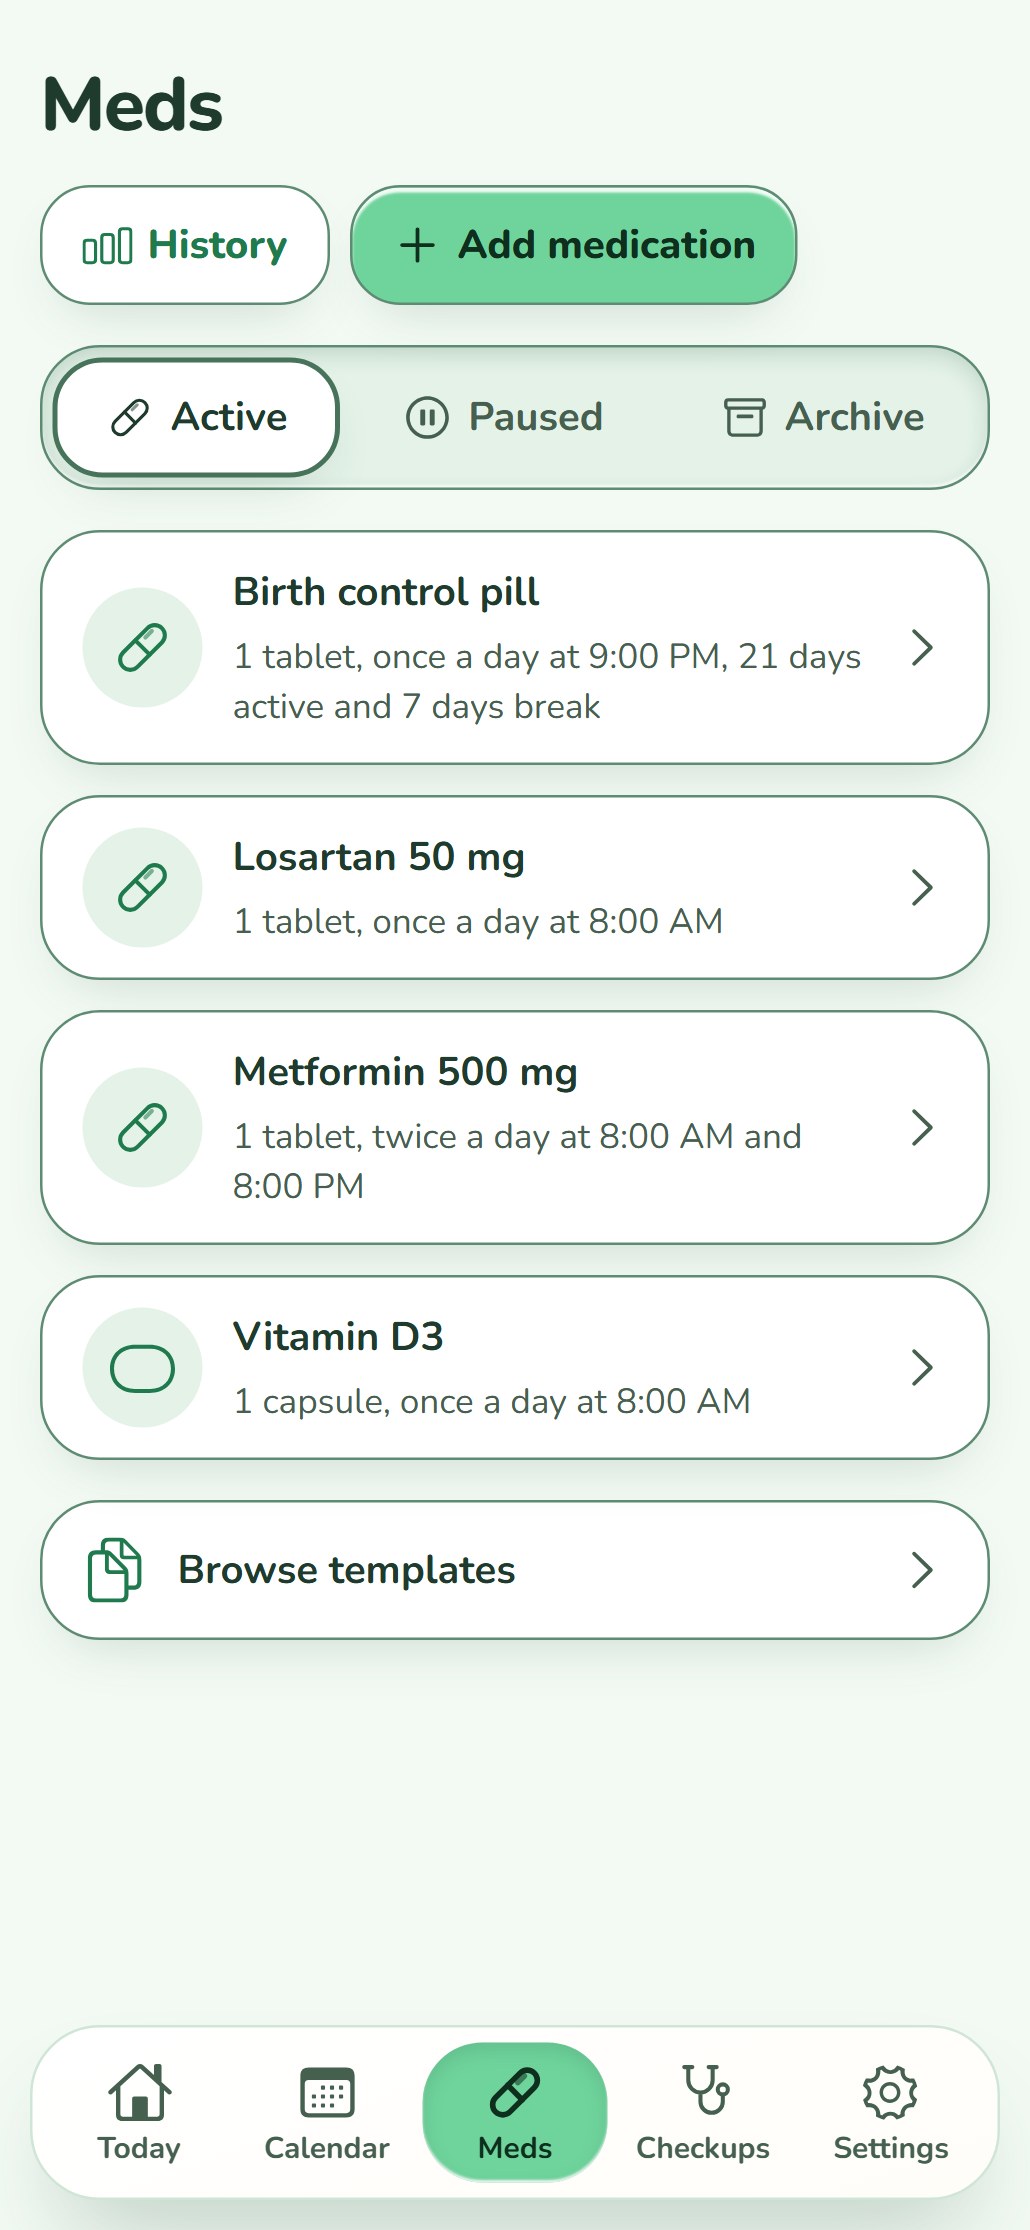 Meds
History
Add medication
Active
Paused
Archive
Birth control pill
1 tablet, once a day at 9:00 PM, 21 days
active and 7 days break
Losartan 50 mg
1 tablet, once a day at 8:00 AM
Metformin 500 mg
1 tablet, twice a day at 8:00 AM and
8:00 PM
Vitamin D3
1 capsule, once a day at 8:00 AM
Browse templates
Today
Calendar
Meds
Checkups
Settings